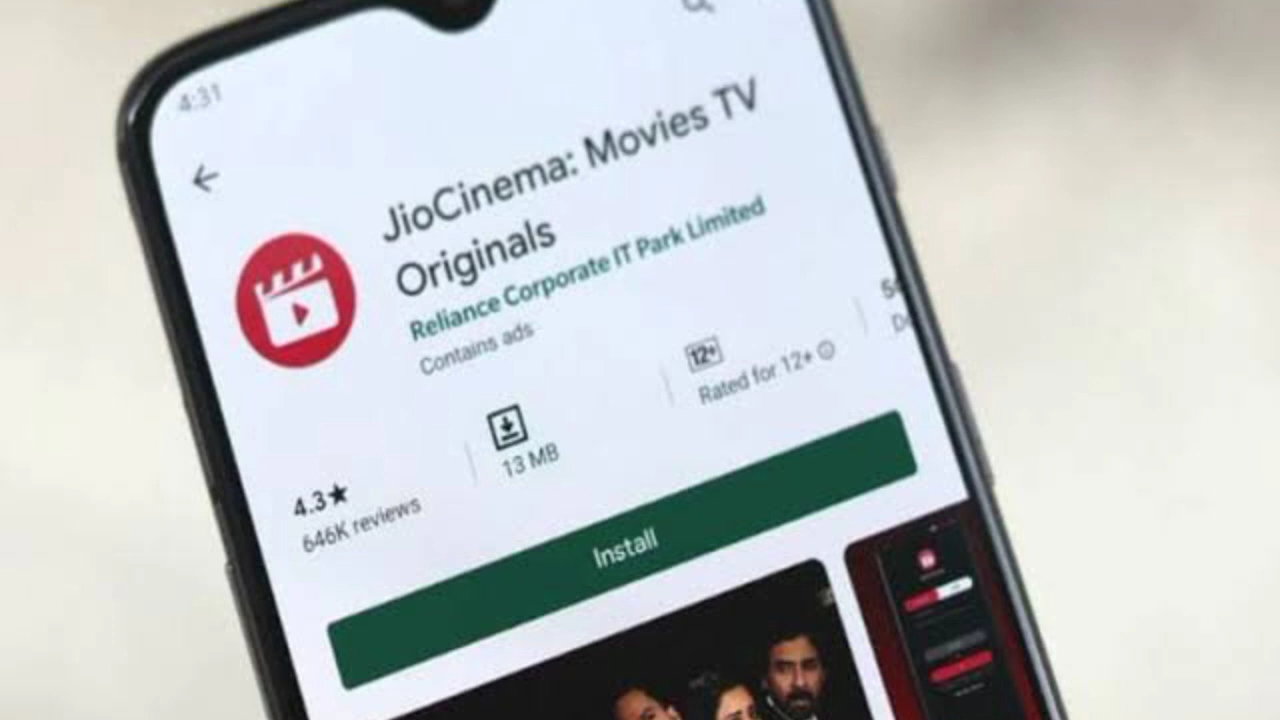 4:31
JioCinema: Movies TV
Originals
Reliance Corporate IT Park Limited
Contains ads
4.3★
646K reviews
13 MB
12+
Rated for 12+
Install